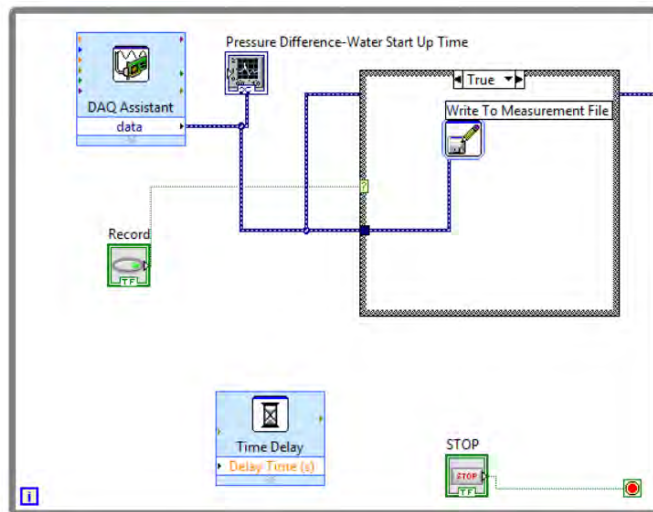 Pressure Difference-Water Start Up Time
DAQ Assistant
data
True
Write To Measurement File
?
Record
TF
Time Delay
Delay Time (s)
STOP
STOP
TF
i